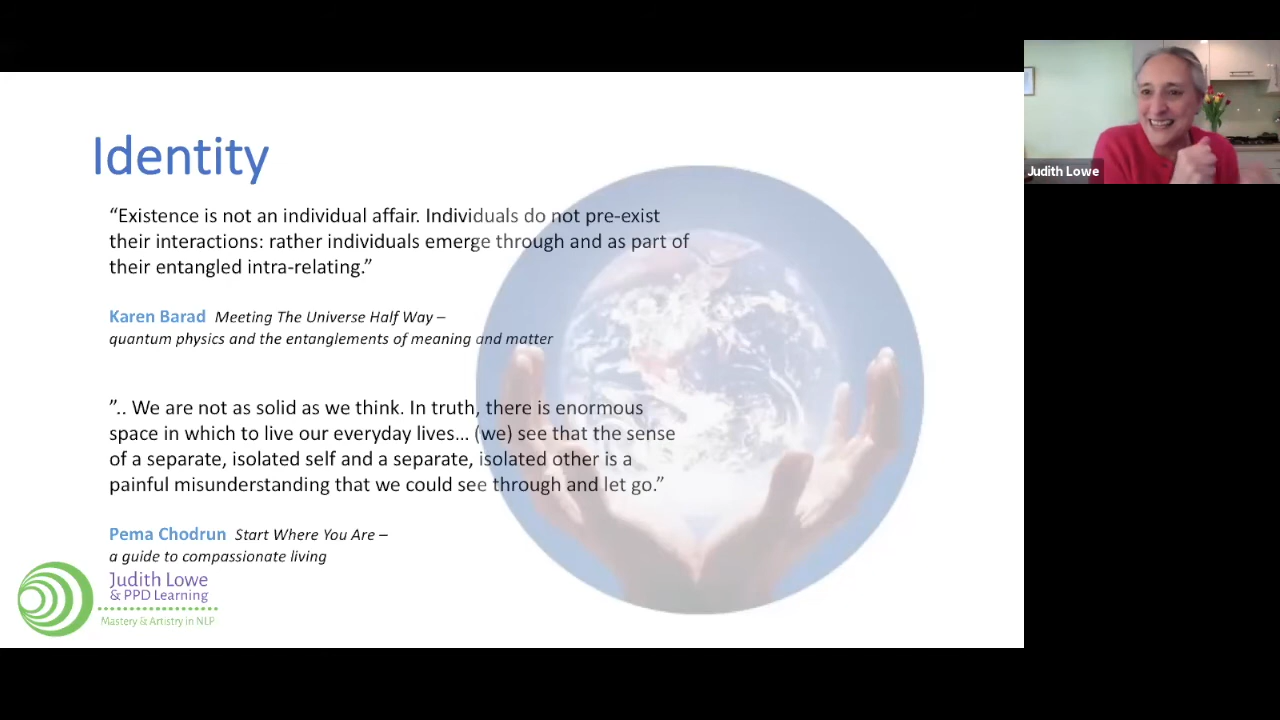 Identity
“Existence is not an individual affair. Individuals do not pre-exist
their interactions: rather individuals emerge through and as part of
their entangled intra-relating.”
Karen Barad Meeting The Universe Half Way –
quantum physics and the entanglements of meaning and matter
”.. We are not as solid as we think. In truth, there is enormous
space in which to live our everyday lives... (we) see that the sense
of a separate, isolated self and a separate, isolated other is a
painful misunderstanding that we could see through and let go.”
Pema Chodrun Start Where You Are –
a guide to compassionate living
Judith Lowe
& PPD Learning
Mastery & Artistry in NLP
Judith Lowe